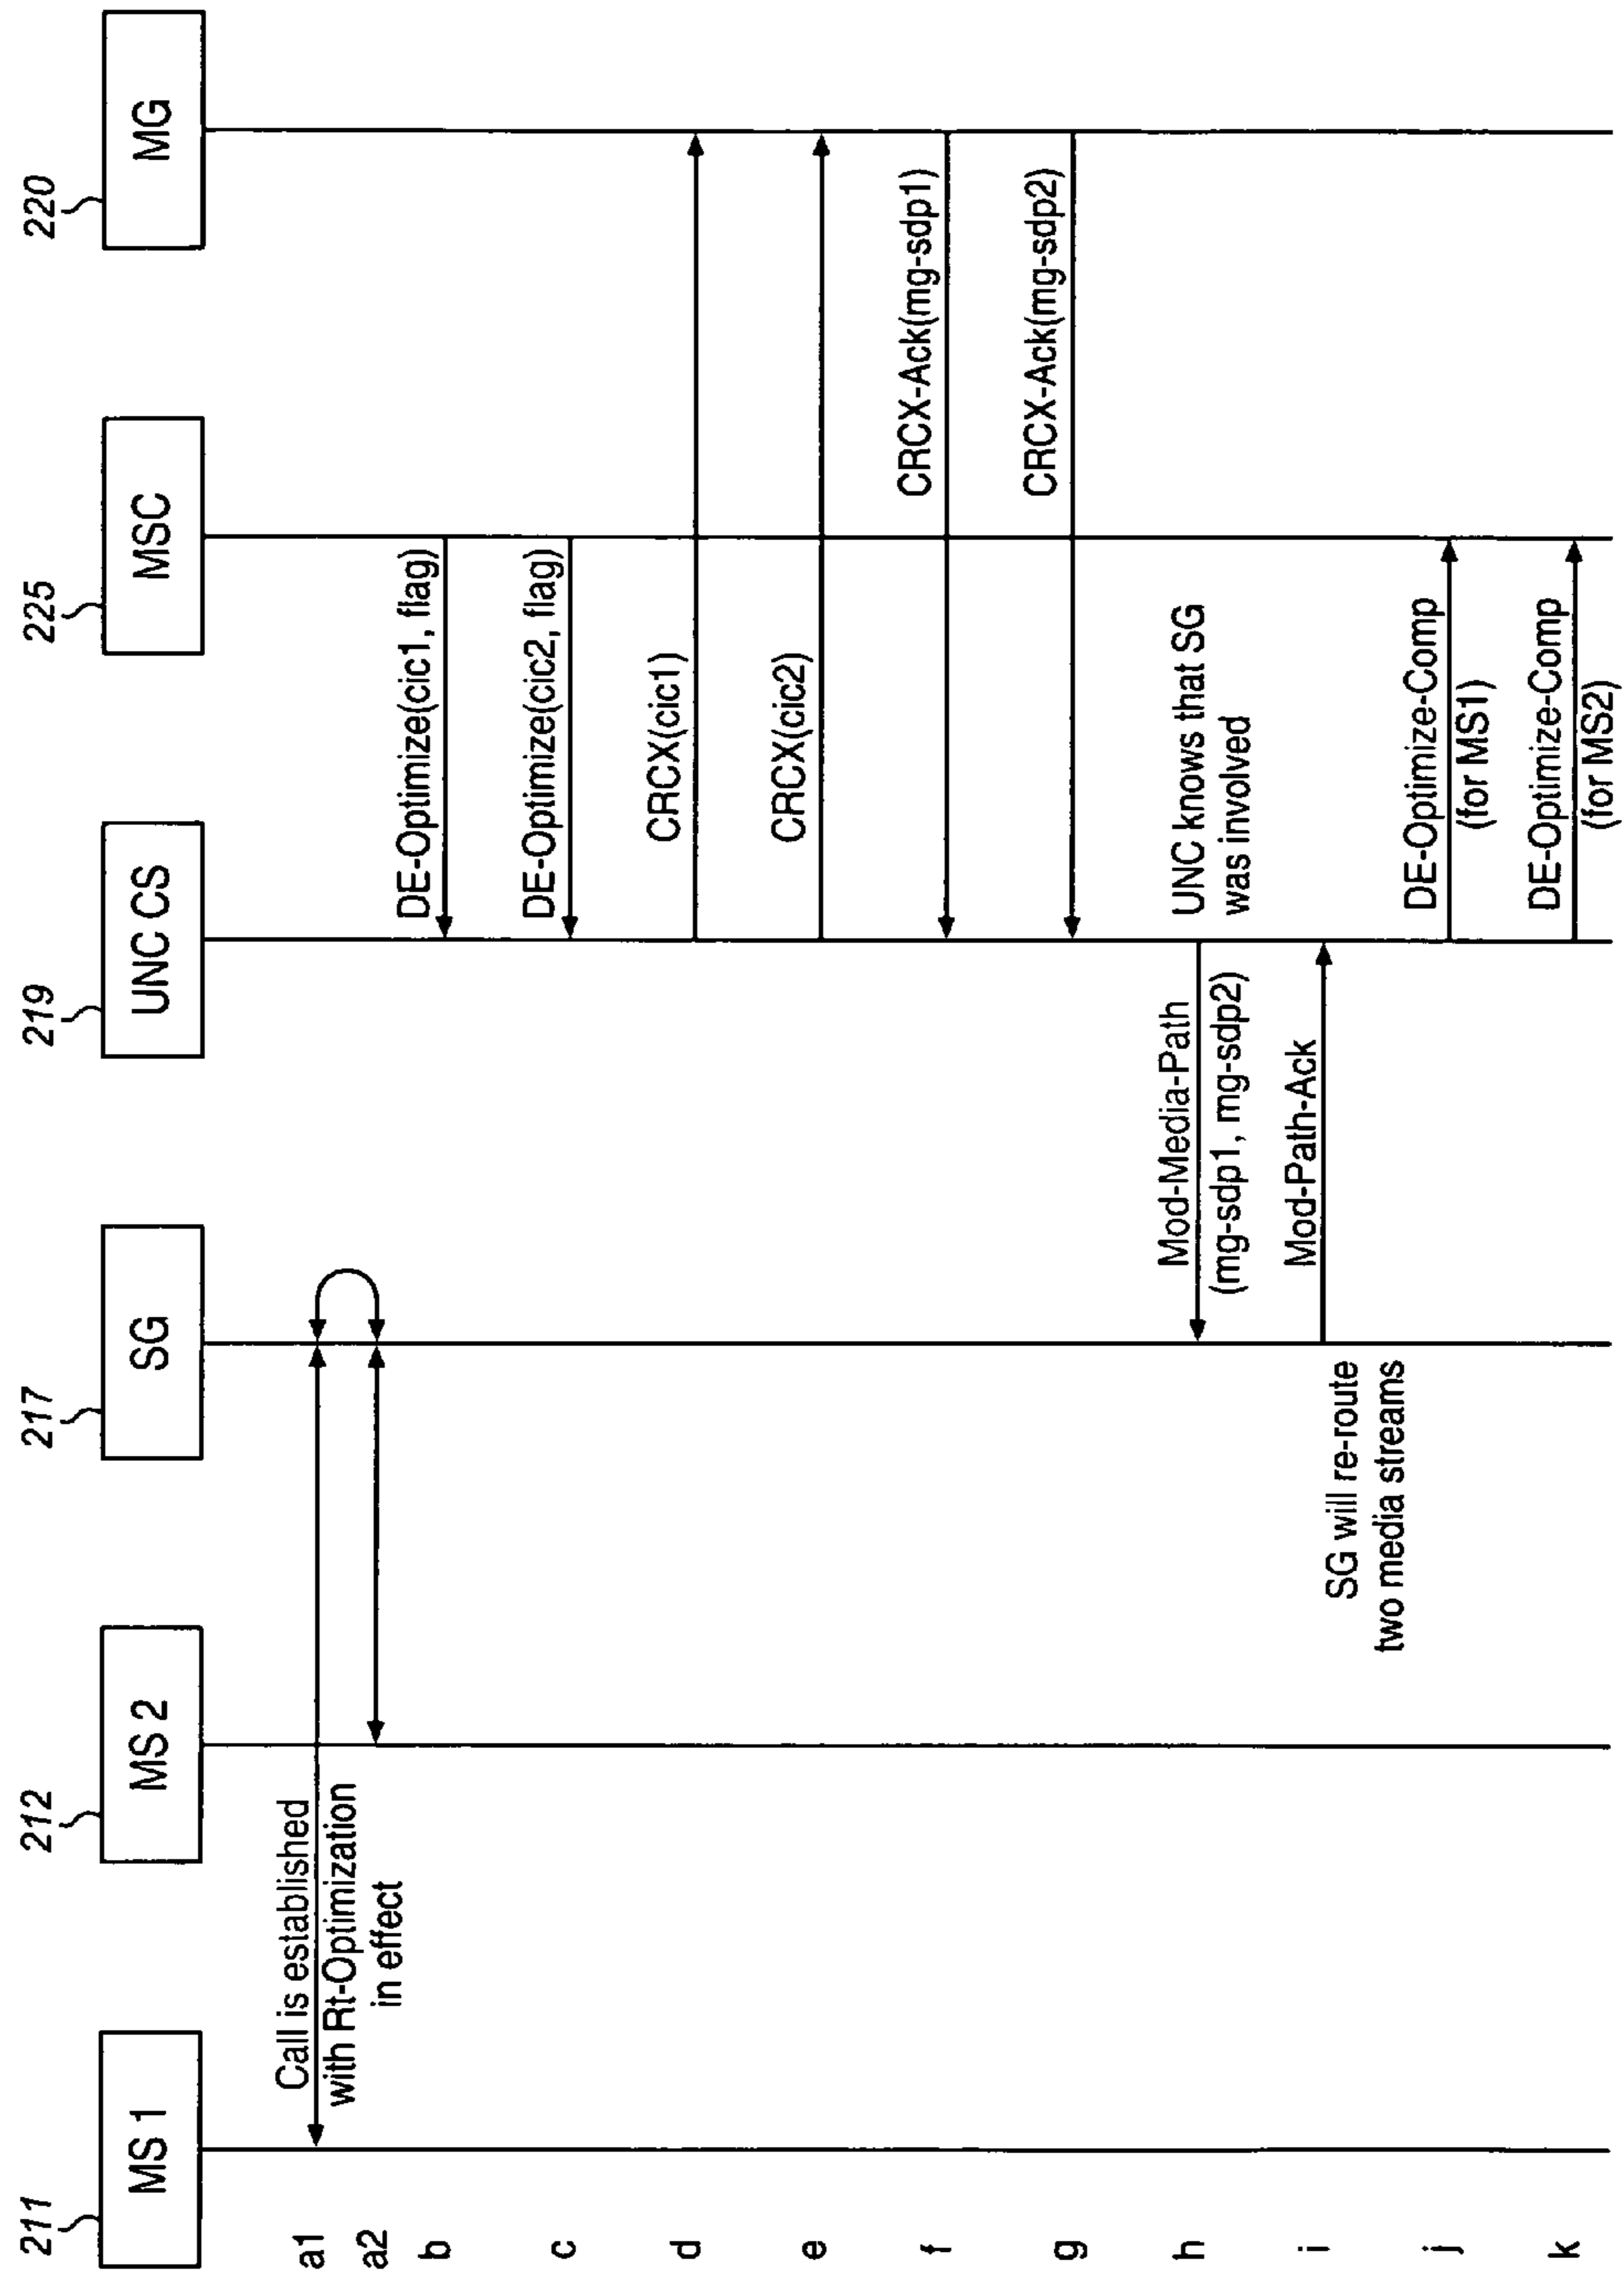 211
212
217
219
225
220
MS 1
MS 2
SG
UNC CS
MSC
MG
a1
Call is established
with Rt-Optimization
in effect
a2
b
DE-Optimize(cic1, flag)
c
DE-Optimize(cic2, flag)
d
CRCX(cic1)
e
CRCX(cic2)
f
CRCX-Ack(mg-sdp1)
g
CRCX-Ack(mg-sdp2)
h
Mod-Media-Path
(mg-sdp1, mg-sdp2)
UNC knows that SG
was involved
i
Mod-Path-Ack
SG will re-route
two media streams
j
DE-Optimize-Comp
(for MS1)
k
DE-Optimize-Comp
(for MS2)